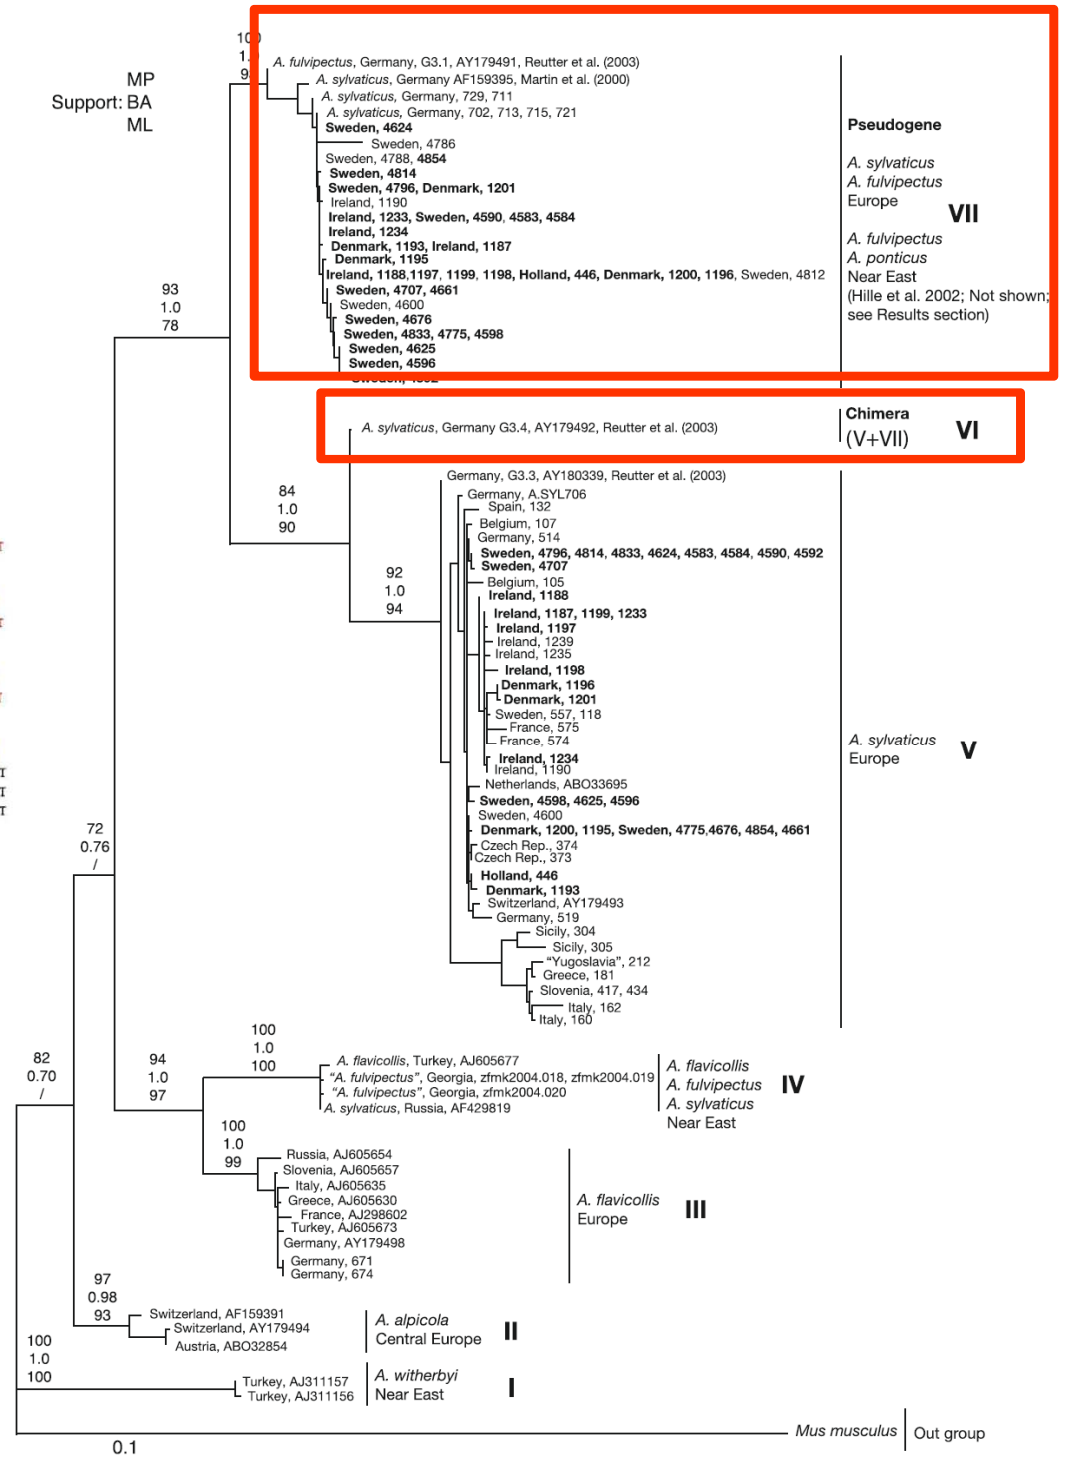 MP
Support: BA
ML
100
1.
9
A. fulvipectus, Germany, G3.1, AY179491, Reutter et al. (2003)
A. sylvaticus, Germany AF159395, Martin et al. (2000)
A. sylvaticus, Germany, 729, 711
A. sylvaticus, Germany, 702, 713, 715, 721
Sweden, 4624
Sweden, 4786
Sweden, 4788, 4854
Sweden, 4814
Sweden, 4796, Denmark, 1201
Ireland, 1190
Ireland, 1233, Sweden, 4590, 4583, 4584
Ireland, 1234
Denmark, 1193, Ireland, 1187
Denmark, 1195
Ireland, 1188,1197, 1199, 1198, Holland, 446, Denmark, 1200, 1196, Sweden, 4812
Sweden, 4707, 4661
Sweden, 4600
Sweden, 4676
Sweden, 4833, 4775, 4598
Sweden, 4625
Sweden, 4596
Pseudogene
A. sylvaticus
A. fulvipectus
Europe
VII
A. fulvipectus
A. ponticus
Near East
(Hille et al. 2002; Not shown;
see Results section)
93
1.0
78
A. sylvaticus, Germany G3.4, AY179492, Reutter et al. (2003)
Chimera
(V+VII)
VI
84
1.0
90
92
1.0
94
Germany, G3.3, AY180339, Reutter et al. (2003)
Germany, A.SYL706
Spain, 132
Belgium, 107
Germany, 514
Sweden, 4796, 4814, 4833, 4624, 4583, 4584, 4590, 4592
Sweden, 4707
Belgium, 105
Ireland, 1188
Ireland, 1187, 1199, 1233
Ireland, 1197
Ireland, 1239
Ireland, 1235
Ireland, 1198
Denmark, 1196
Denmark, 1201
Sweden, 557, 118
France, 575
France, 574
Ireland, 1234
Ireland, 1190
Netherlands, ABO33695
Sweden, 4598, 4625, 4596
Sweden, 4600
Denmark, 1200, 1195, Sweden, 4775,4676, 4854, 4661
Czech Rep., 374
Czech Rep., 373
Holland, 446
Denmark, 1193
Switzerland, AY179493
Germany, 519
Sicily, 304
Sicily, 305
"Yugoslavia", 212
Greece, 181
Slovenia, 417, 434
Italy, 162
Italy, 160
A. sylvaticus
Europe
V
72
0.76
/
82
0.70
/
94
1.0
97
100
1.0
100
A. flavicollis, Turkey, AJ605677
"A. fulvipectus", Georgia, zfmk2004.018, zfmk2004.019
"A. fulvipectus", Georgia, zfmk2004.020
A. sylvaticus, Russia, AF429819
A. flavicollis
A. fulvipectus
A. sylvaticus
Near East
IV
100
1.0
99
Russia, AJ605654
Slovenia, AJ605657
Italy, AJ605635
Greece, AJ605630
France, AJ298602
Turkey, AJ605673
Germany, AY179498
Germany, 671
Germany, 674
A. flavicollis
Europe
III
97
0.98
93
Switzerland, AF159391
Switzerland, AY179494
Austria, ABO32854
A. alpicola
Central Europe
II
100
1.0
100
Turkey, AJ311157
Turkey, AJ311156
A. witherbyi
Near East
I
Mus musculus
Out group
0.1